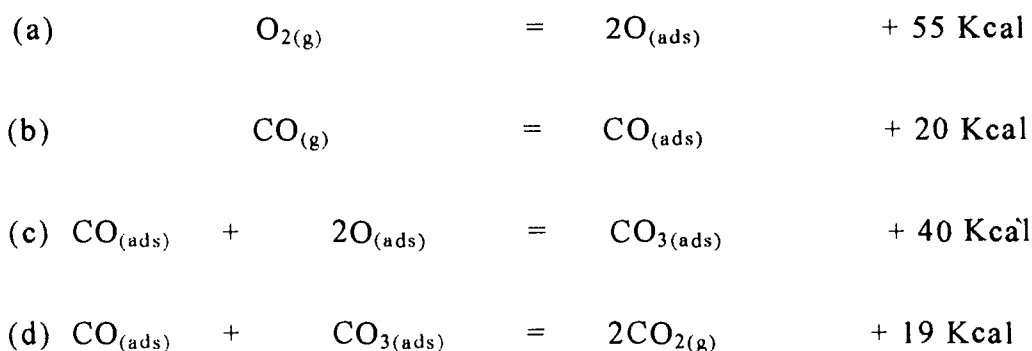 (a) O₂(g) = 2O(ads) + 55 Kcal
(b) CO(g) = CO(ads) + 20 Kcal
(c) CO(ads) + 2O(ads) = CO₃(ads) + 40 Kcal
(d) CO(ads) + CO₃(ads) = 2CO₂(g) + 19 Kcal